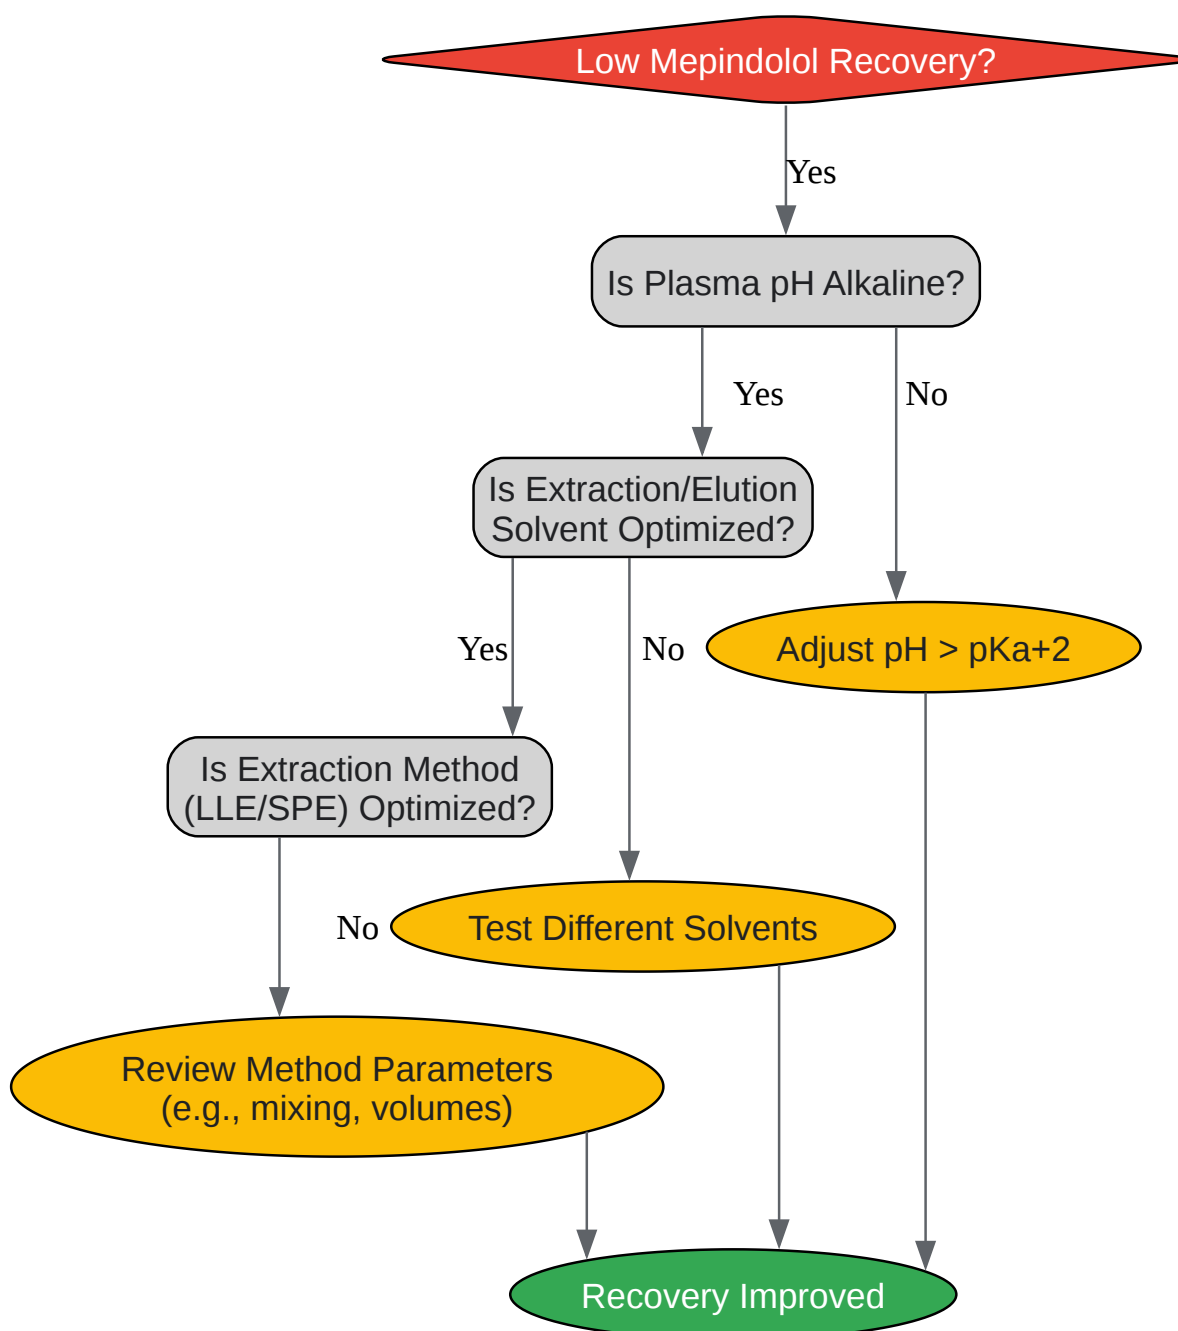 Low Mepindolol Recovery?
Yes
Is Plasma pH Alkaline?
Yes
No
Is Extraction/Elution
Solvent Optimized?
Yes
No
Adjust pH > pKa+2
Is Extraction Method
(LLE/SPE) Optimized?
No
Test Different Solvents
Review Method Parameters
(e.g., mixing, volumes)
Recovery Improved